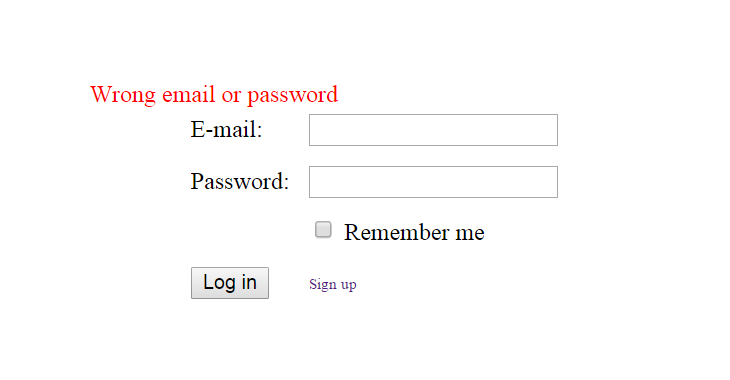 Wrong email or password
E-mail:
Password:
Remember me
Log in
Sign up